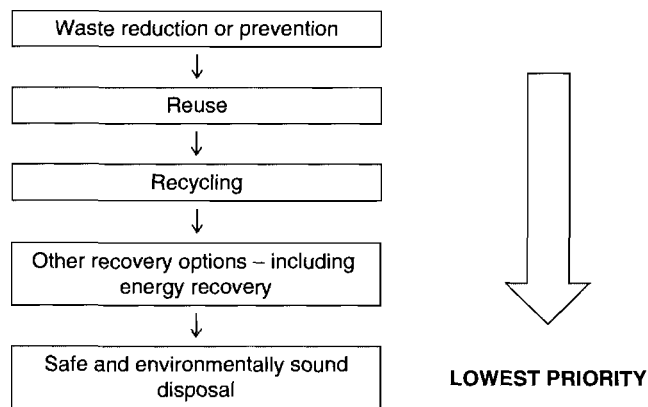 Waste reduction or prevention
Reuse
Recycling
Other recovery options – including
energy recovery
Safe and environmentally sound
disposal
LOWEST PRIORITY